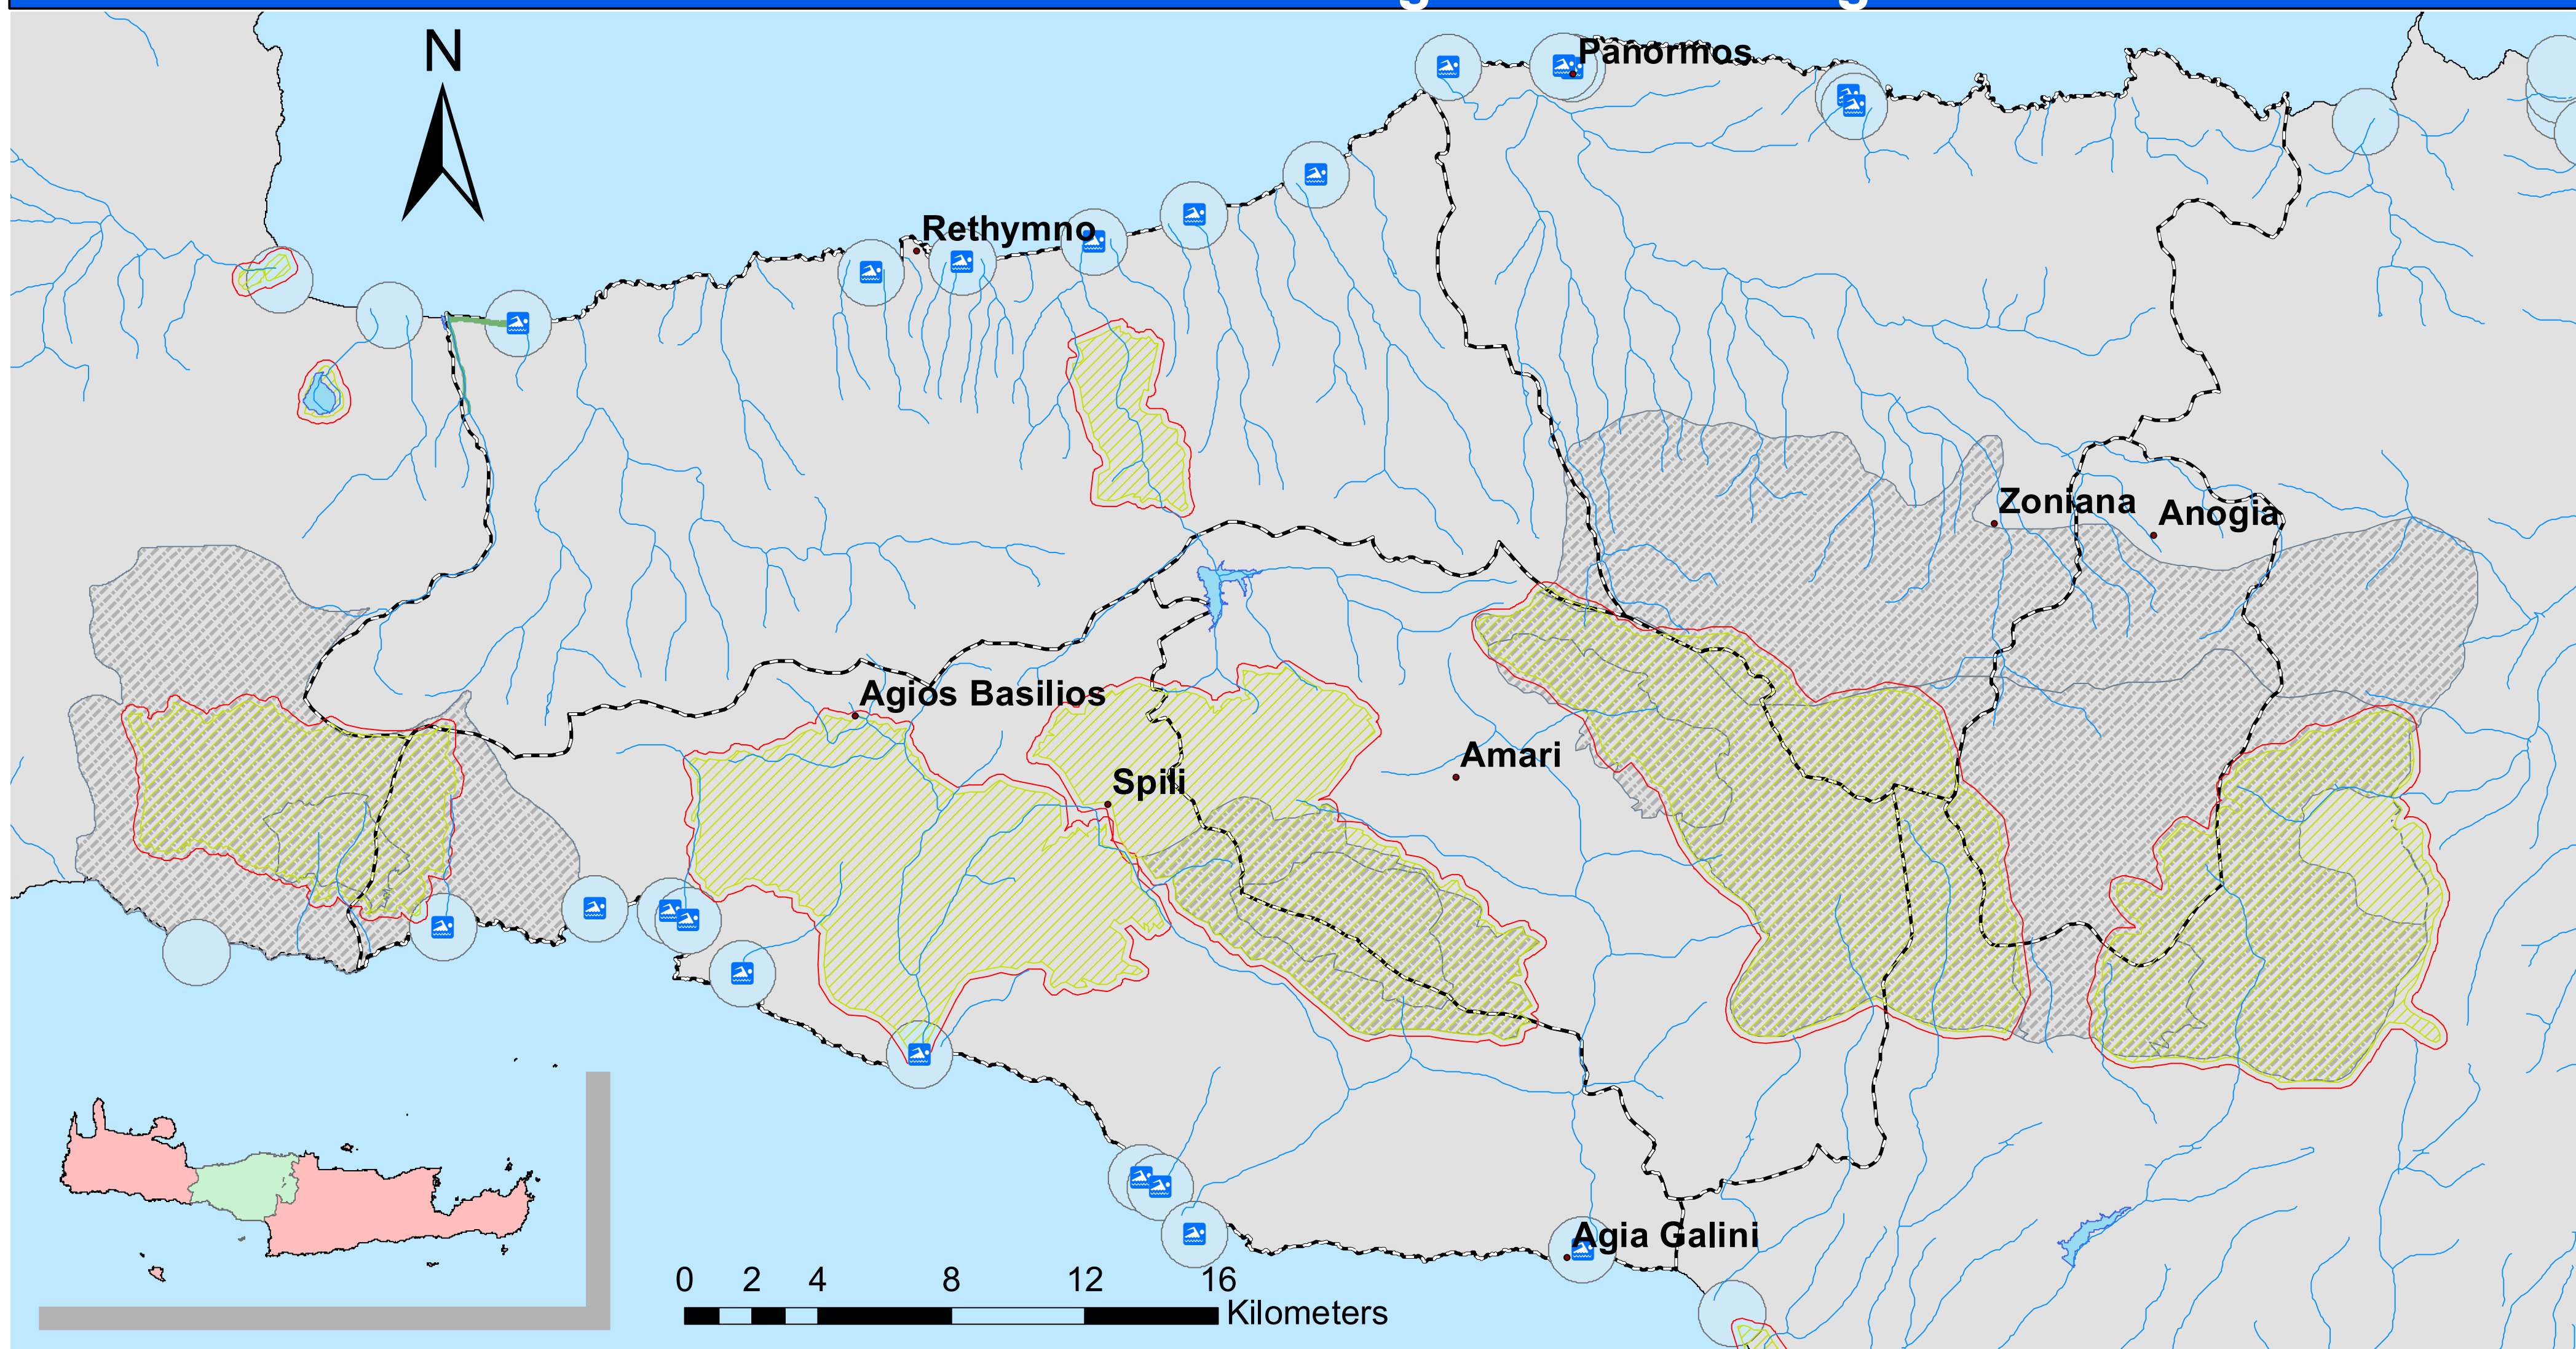 N
Panormos
Rethymno
Zoniana
Anogia
Agios Basilios
Amari
Spili
Agia Galini
0 2 4 8 12 16
Kilometers